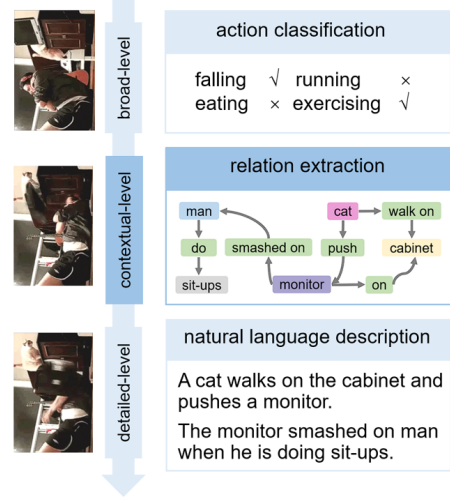 broad-level
action classification
falling √ running ×
eating × exercising √
contextual-level
relation extraction
man cat walk on
do smashed on push cabinet
sit-ups monitor on
detailed-level
natural language description
A cat walks on the cabinet and
pushes a monitor.
The monitor smashed on man
when he is doing sit-ups.